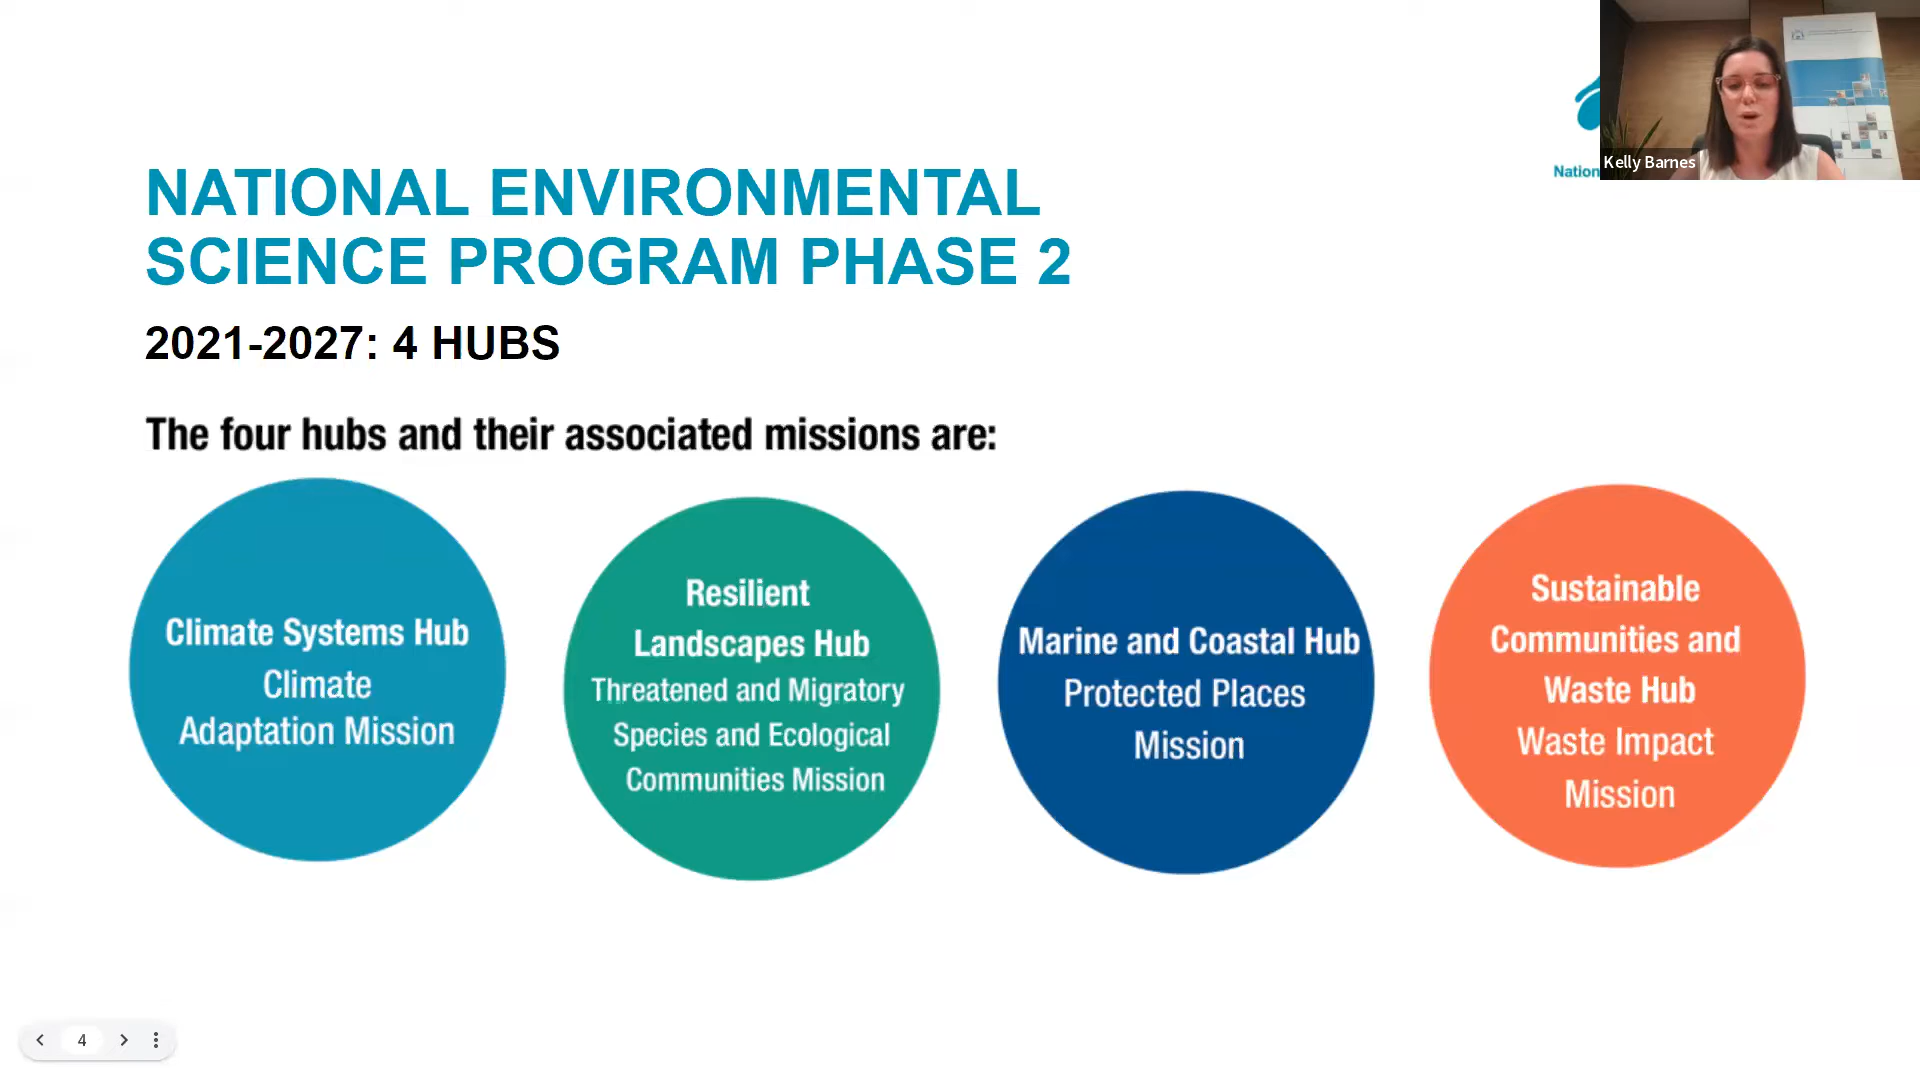 NATIONAL ENVIRONMENTAL
SCIENCE PROGRAM PHASE 2
2021-2027: 4 HUBS
The four hubs and their associated missions are:
Climate Systems Hub
Climate
Adaptation Mission
Resilient
Landscapes Hub
Threatened and Migratory
Species and Ecological
Communities Mission
Marine and Coastal Hub
Protected Places
Mission
Sustainable
Communities and
Waste Hub
Waste Impact
Mission
Nation
Kelly Barnes
4